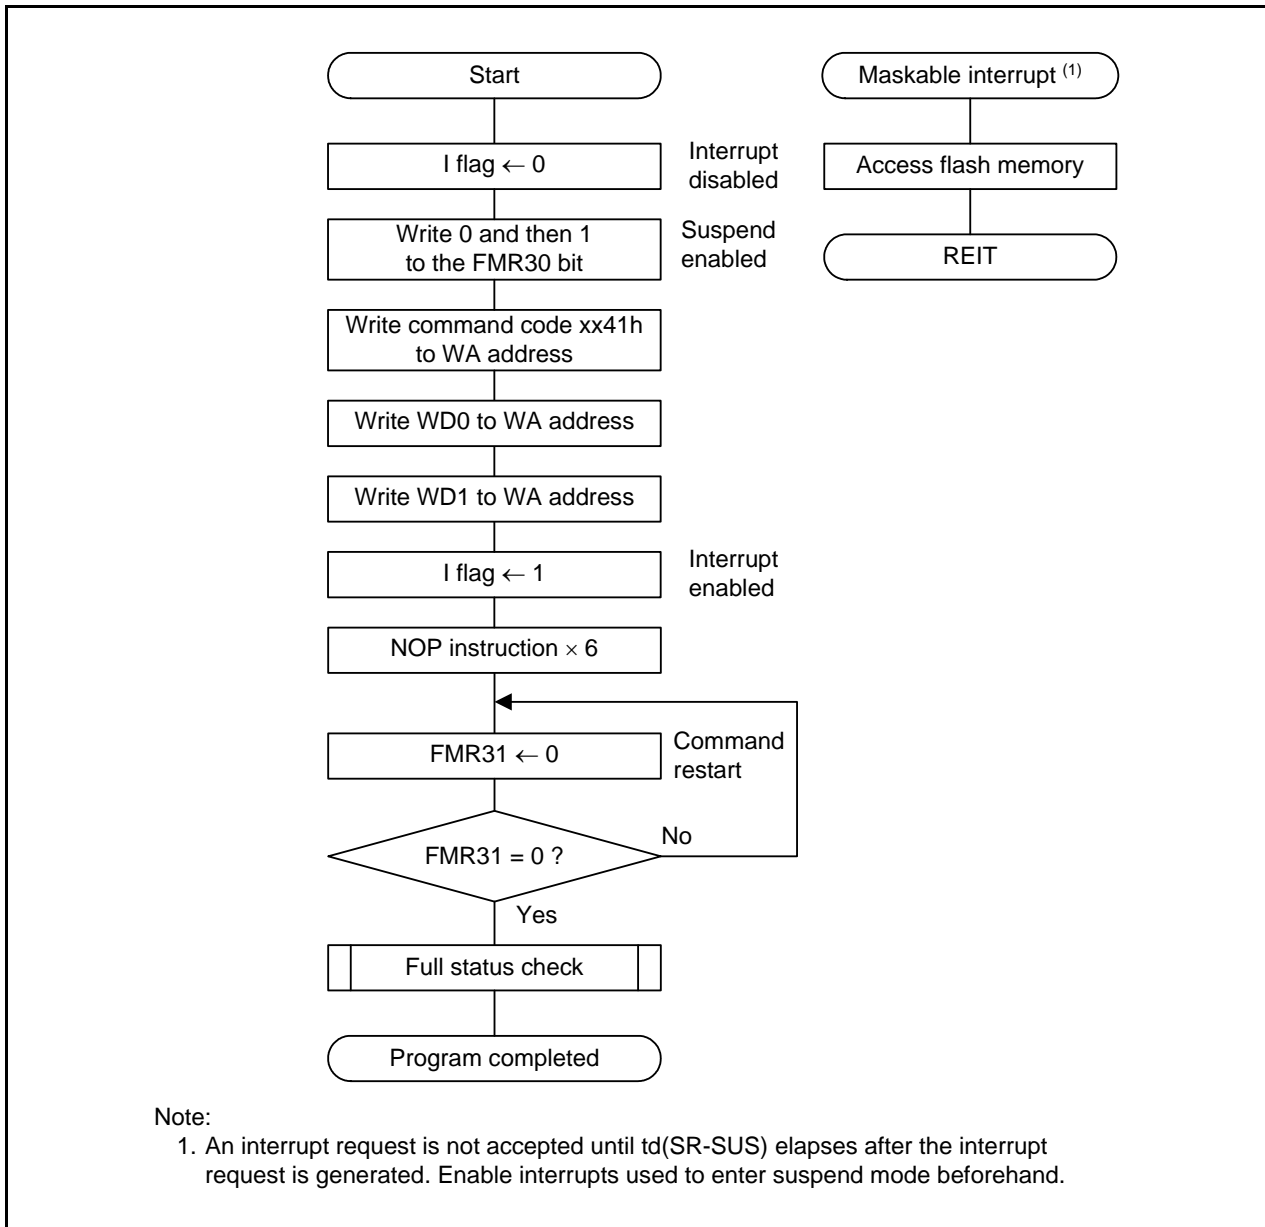 Start
I flag ← 0
Interrupt
disabled
Write 0 and then 1
to the FMR30 bit
Suspend
enabled
Write command code xx41h
to WA address
Write WD0 to WA address
Write WD1 to WA address
I flag ← 1
Interrupt
enabled
NOP instruction × 6
FMR31 ← 0
Command
restart
FMR31 = 0 ?
No
Yes
Full status check
Program completed
Maskable interrupt (1)
Access flash memory
REIT
Note:
1. An interrupt request is not accepted until td(SR-SUS) elapses after the interrupt
request is generated. Enable interrupts used to enter suspend mode beforehand.